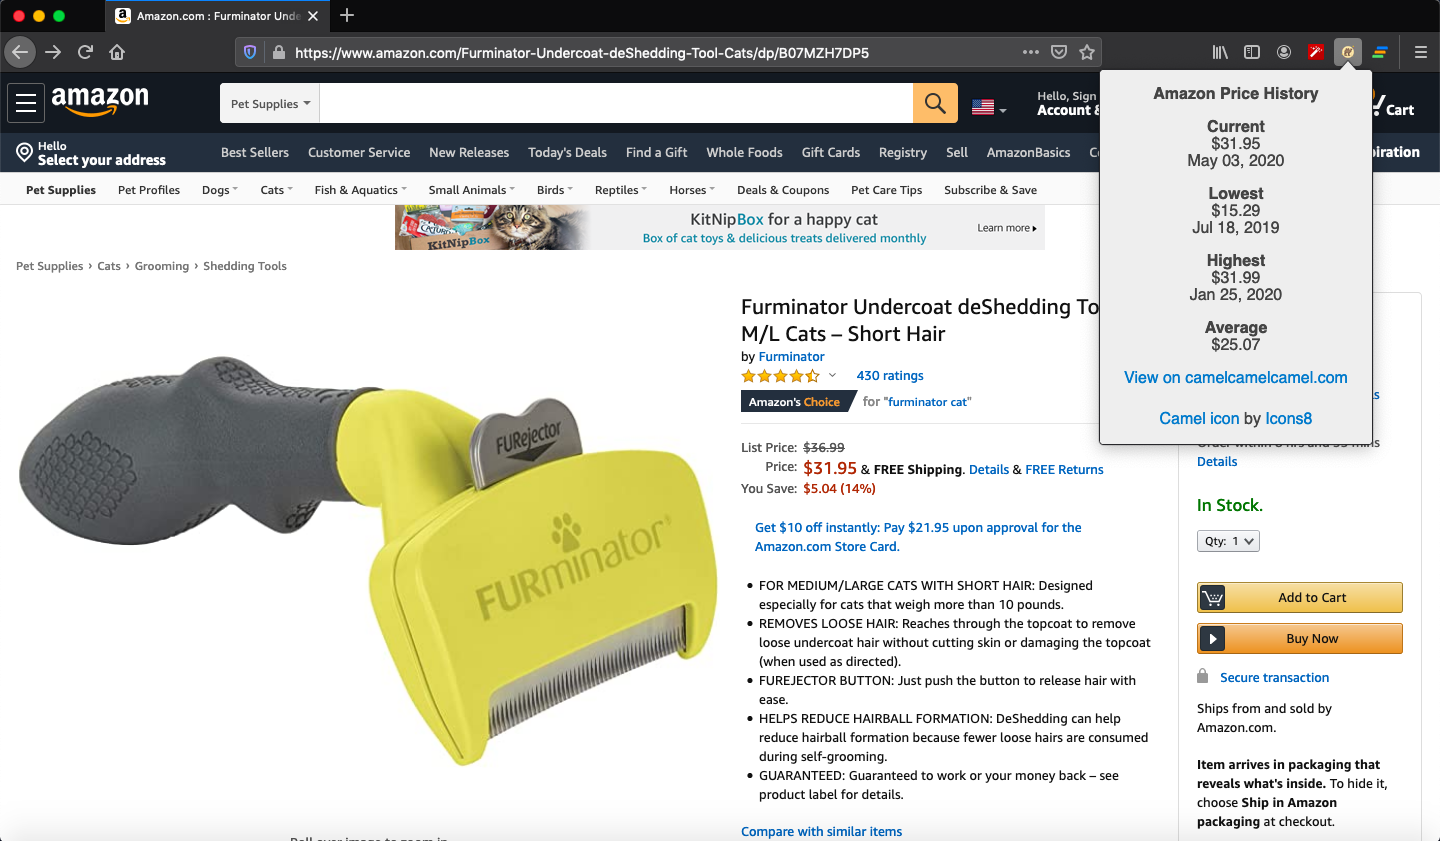 Amazon.com : Furminator Unde
https://www.amazon.com/Furminator-Undercoat-deShedding-Tool-Cats/dp/B07MZH7DP5
amazon
Pet Supplies
Hello, Sign
Account &
Cart
Hello
Select your address
Best Sellers
Customer Service
New Releases
Today's Deals
Find a Gift
Whole Foods
Gift Cards
Registry
Sell
AmazonBasics
Pet Supplies
Pet Profiles
Dogs
Cats
Fish & Aquatics
Small Animals
Birds
Reptiles
Horses
Deals & Coupons
Pet Care Tips
Subscribe & Save
KitNipBox
KitNipBox for a happy cat
Box of cat toys & delicious treats delivered monthly
Learn more
Pet Supplies › Cats › Grooming › Shedding Tools
FURejector
FURminator
Furminator Undercoat deShedding To
M/L Cats – Short Hair
by Furminator
430 ratings
Amazon's Choice for "furminator cat"
List Price: $36.99
Price: $31.95 & FREE Shipping. Details & FREE Returns
You Save: $5.04 (14%)
Get $10 off instantly: Pay $21.95 upon approval for the
Amazon.com Store Card.
• FOR MEDIUM/LARGE CATS WITH SHORT HAIR: Designed
especially for cats that weigh more than 10 pounds.
• REMOVES LOOSE HAIR: Reaches through the topcoat to remove
loose undercoat hair without cutting skin or damaging the topcoat
(when used as directed).
• FUREJECTOR BUTTON: Just push the button to release hair with
ease.
• HELPS REDUCE HAIRBALL FORMATION: DeShedding can help
reduce hairball formation because fewer loose hairs are consumed
during self-grooming.
• GUARANTEED: Guaranteed to work or your money back – see
product label for details.
Compare with similar items
Amazon Price History
Current
$31.95
May 03, 2020
Lowest
$15.29
Jul 18, 2019
Highest
$31.99
Jan 25, 2020
Average
$25.07
View on camelcamelcamel.com
Camel icon by Icons8
Details
In Stock.
Qty: 1
Add to Cart
Buy Now
Secure transaction
Ships from and sold by
Amazon.com.
Item arrives in packaging that
reveals what's inside. To hide it,
choose Ship in Amazon
packaging at checkout.